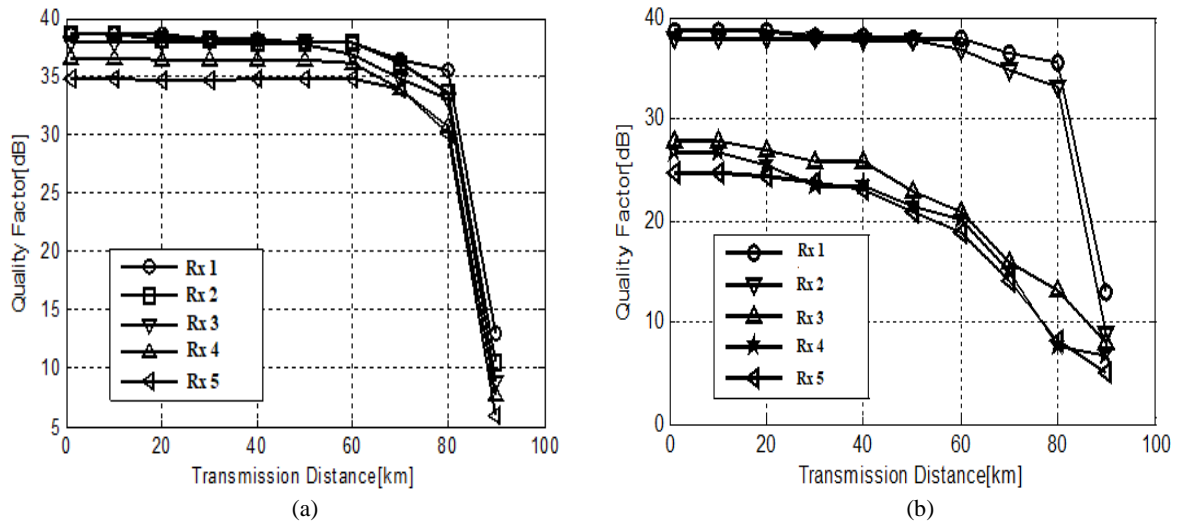 40
35
30
25
20
15
10
5
0
20
40
60
80
100
Quality Factor[dB]
Transmission Distance[km]
Rx 1
Rx 2
Rx 3
Rx 4
Rx 5
(a)
40
30
20
10
0
0
20
40
60
80
100
Quality Factor[dB]
Transmission Distance[km]
Rx 1
Rx 2
Rx 3
Rx 4
Rx 5
(b)